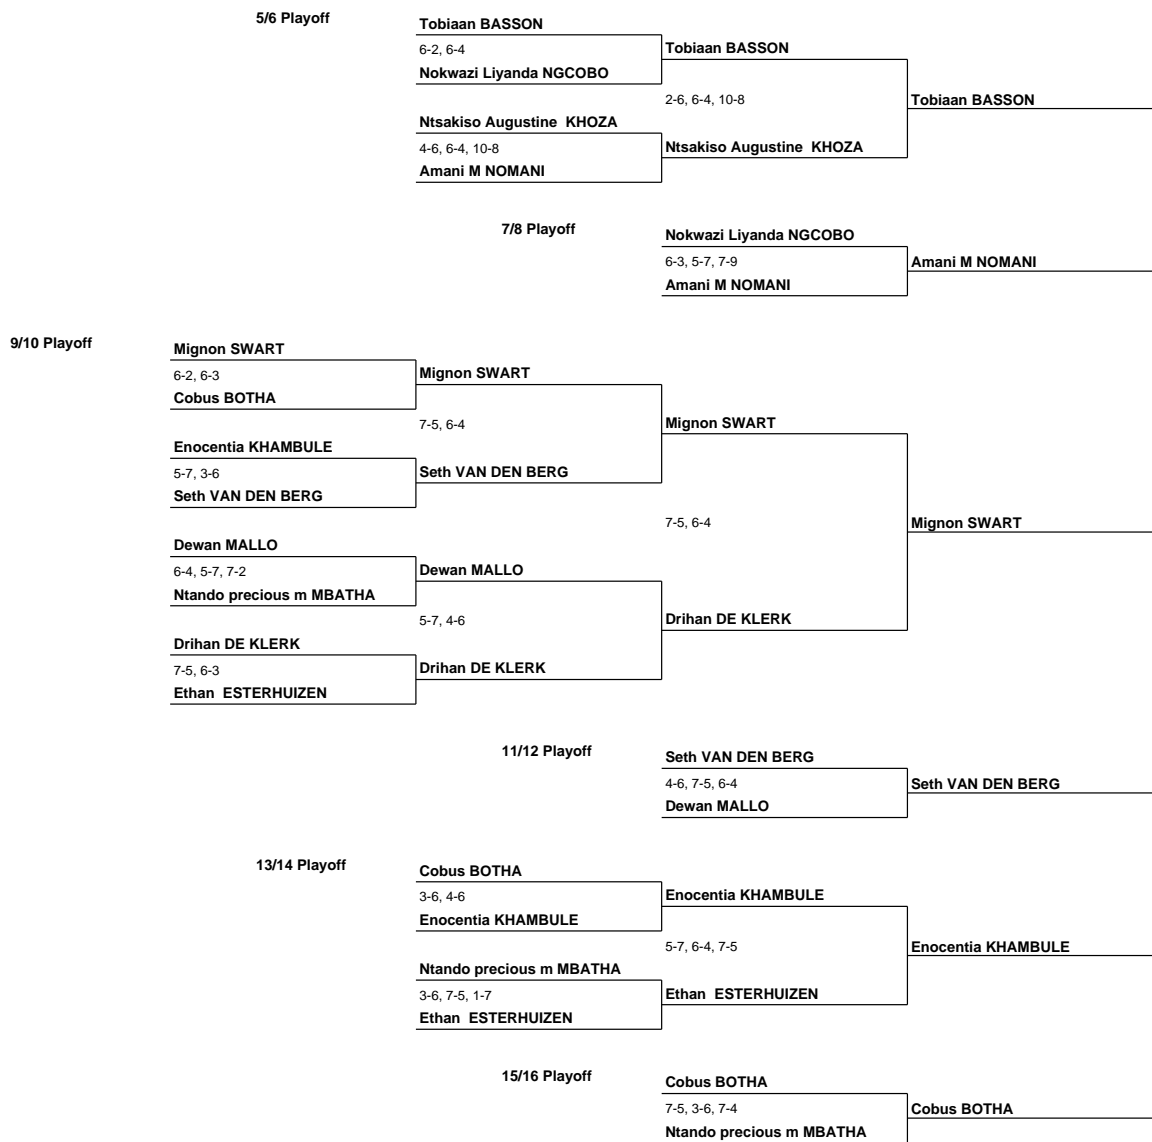 5/6 Playoff
Tobiaan BASSON
6-2, 6-4
Nokwazi Liyanda NGCOBO
Tobiaan BASSON
2-6, 6-4, 10-8
Tobiaan BASSON
Ntsakiso Augustine  KHOZA
4-6, 6-4, 10-8
Amani M NOMANI
Ntsakiso Augustine  KHOZA
7/8 Playoff
Nokwazi Liyanda NGCOBO
6-3, 5-7, 7-9
Amani M NOMANI
Amani M NOMANI
9/10 Playoff
Mignon SWART
6-2, 6-3
Cobus BOTHA
Mignon SWART
7-5, 6-4
Mignon SWART
Enocentia KHAMBULE
5-7, 3-6
Seth VAN DEN BERG
Seth VAN DEN BERG
7-5, 6-4
Mignon SWART
Dewan MALLO
6-4, 5-7, 7-2
Ntando precious m MBATHA
Dewan MALLO
5-7, 4-6
Drihan DE KLERK
Drihan DE KLERK
7-5, 6-3
Ethan  ESTERHUIZEN
Drihan DE KLERK
11/12 Playoff
Seth VAN DEN BERG
4-6, 7-5, 6-4
Dewan MALLO
Seth VAN DEN BERG
13/14 Playoff
Cobus BOTHA
3-6, 4-6
Enocentia KHAMBULE
Enocentia KHAMBULE
5-7, 6-4, 7-5
Enocentia KHAMBULE
Ntando precious m MBATHA
3-6, 7-5, 1-7
Ethan  ESTERHUIZEN
Ethan  ESTERHUIZEN
15/16 Playoff
Cobus BOTHA
7-5, 3-6, 7-4
Ntando precious m MBATHA
Cobus BOTHA